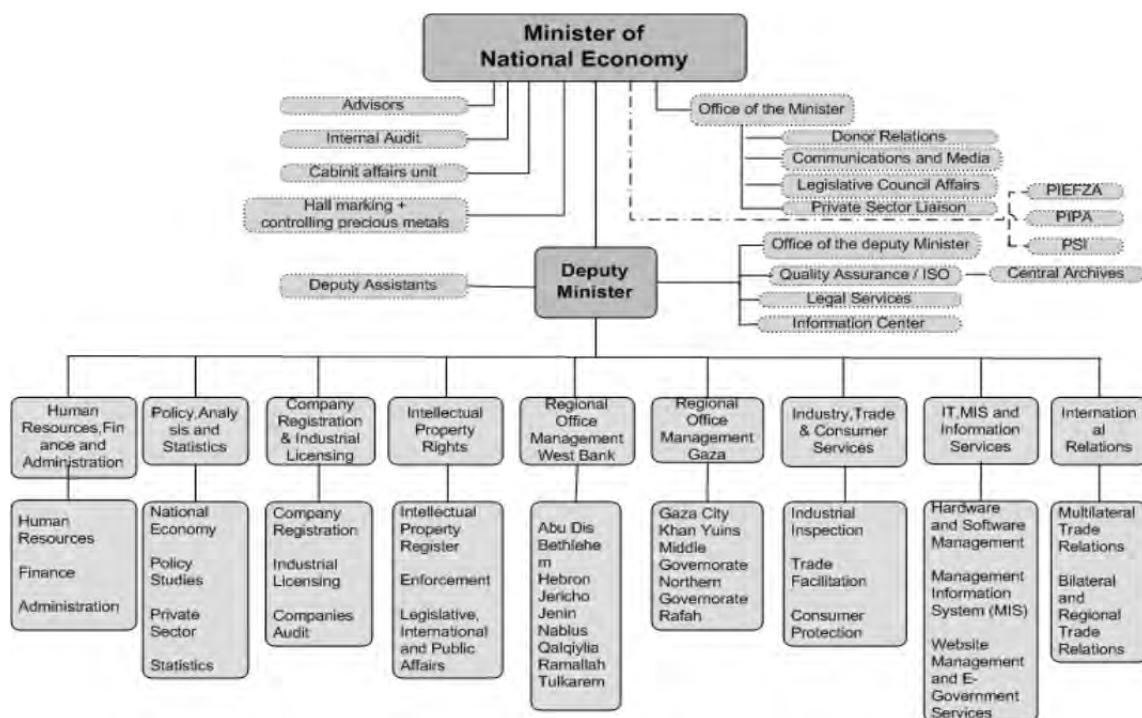 Minister of
National Economy
Advisors
Internal Audit
Cabinit affairs unit
Hall marking +
controlling precious metals
Office of the Minister
Donor Relations
Communications and Media
Legislative Council Affairs
Private Sector Liaison
PIEFZA
PIPA
PSI
Deputy Assistants
Deputy
Minister
Office of the deputy Minister
Quality Assurance / ISO
Central Archives
Legal Services
Information Center
Human
Resources,Fin
ance and
Administration
Policy,Analy
sis and
Statistics
Company
Registration
& Industrial
Licensing
Intellectual
Property
Rights
Regional
Office
Management
West Bank
Regional
Office
Management
Gaza
Industry,Trade
& Consumer
Services
IT,MIS and
Information
Services
Internation
al
Relations
Human
Resources
Finance
Administration
National
Economy
Policy
Studies
Private
Sector
Statistics
Company
Registration
Industrial
Licensing
Companies
Audit
Intellectual
Property
Register
Enforcement
Legislative,
International
and Public
Affairs
Abu Dis
Bethlehe
m
Hebron
Jericho
Jenin
Nablus
Qalqiylia
Ramallah
Tulkarem
Gaza City
Khan Yuins
Middle
Governorate
Northern
Governorate
Rafah
Industrial
Inspection
Trade
Facilitation
Consumer
Protection
Hardware
and Software
Management
Management
Information
System (MIS)
Website
Management
and E-
Government
Services
Multilateral
Trade
Relations
Bilateral
and
Regional
Trade
Relations